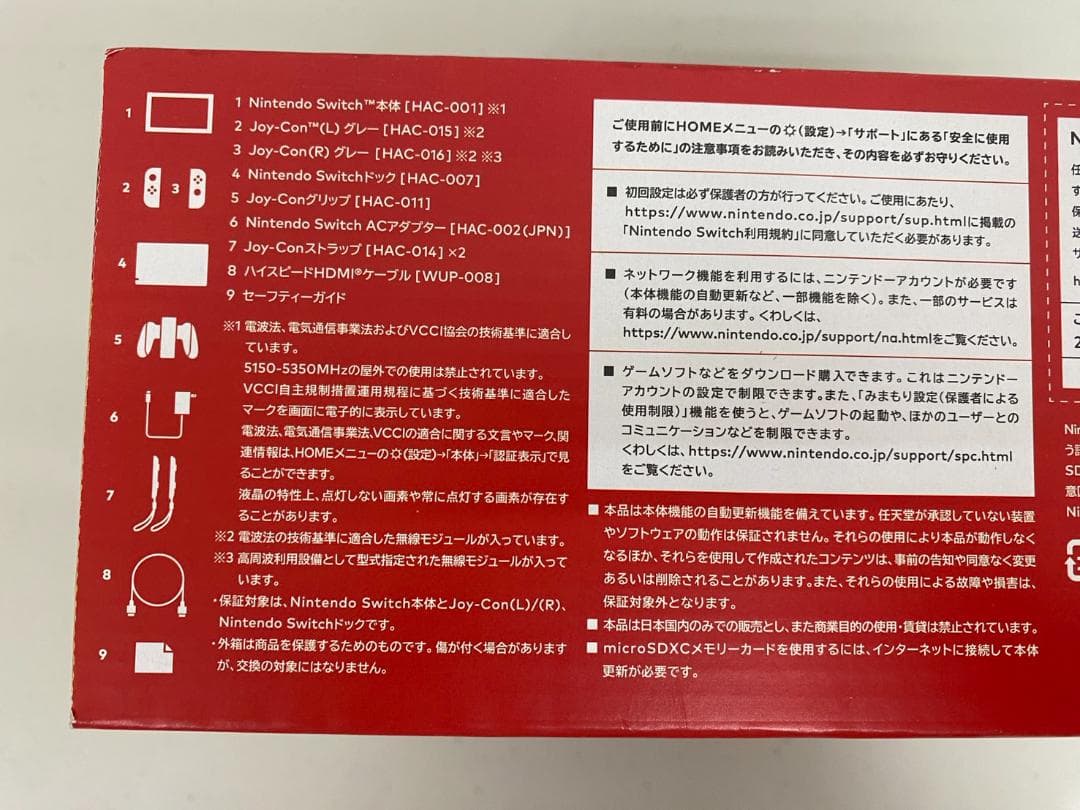 1 Nintendo Switch™本体 [HAC-001] ※1
2 Joy-Con™(L) グレー [HAC-015] ※2
3 Joy-Con(R) グレー [HAC-016] ※2 ※3
4 Nintendo Switchドック [HAC-007]
5 Joy-Conグリップ [HAC-011]
6 Nintendo Switch ACアダプター [HAC-002(JPN)]
7 Joy-Conストラップ [HAC-014] ×2
8 ハイスピードHDMI®ケーブル [WUP-008]
9 セーフティーガイド
1
2
3
4
5
6
7
8
9
※1 電波法、電気通信事業法およびVCCI協会の技術基準に適合し
ています。
5150-5350MHzの屋外での使用は禁止されています。
VCCI自主規制措置運用規程に基づく技術基準に適合した
マークを画面に電子的に表示しています。
電波法、電気通信事業法、VCCIの適合に関する文言やマーク、関
連情報は、HOMEメニューの(設定)→「本体」→「認証表示」で見
ることができます。
液晶の特性上、点灯しない画素や常に点灯する画素が存在す
ることがあります。
※2 電波法の技術基準に適合した無線モジュールが入っています。
※3 高周波利用設備として型式指定された無線モジュールが入って
います。
・保証対象は、Nintendo Switch本体とJoy-Con(L)/(R)、
Nintendo Switchドックです。
・外箱は商品を保護するためのものです。傷が付く場合があります
が、交換の対象にはなりません。
ご使用前にHOMEメニューの(設定)→「サポート」にある「安全に使用
するために」の注意事項をお読みいただき、その内容を必ずお守りください。
■ 初回設定は必ず保護者の方が行ってください。ご使用にあたり、
https://www.nintendo.co.jp/support/sup.htmlに掲載の
「Nintendo Switch利用規約」に同意していただく必要があります。
■ ネットワーク機能を利用するには、ニンテンドーアカウントが必要です
(本体機能の自動更新など、一部機能を除く)。また、一部のサービスは
有料の場合があります。くわしくは、
https://www.nintendo.co.jp/support/na.htmlをご覧ください。
■ ゲームソフトなどをダウンロード購入できます。これはニンテンドー
アカウントの設定で制限できます。また、「みまもり設定(保護者による
使用制限)」機能を使うと、ゲームソフトの起動や、ほかのユーザーとの
コミュニケーションなどを制限できます。
くわしくは、https://www.nintendo.co.jp/support/spc.html
をご覧ください。
■ 本品は本体機能の自動更新機能を備えています。任天堂が承認していない装置
やソフトウェアの動作は保証されません。それらの使用により本品が動作しなく
なるほか、それらを使用して作成されたコンテンツは、事前の告知や同意なく変更
あるいは削除されることがあります。また、それらの使用による故障や損害は、
保証対象外となります。
■ 本品は日本国内のみでの販売とし、また商業目的の使用・賃貸は禁止されています。
■ microSDXCメモリーカードを使用するには、インターネットに接続して本体
更新が必要です。
N
任
す
保
送
サ
h
こ
2
Nin
う
SD
意
Ni